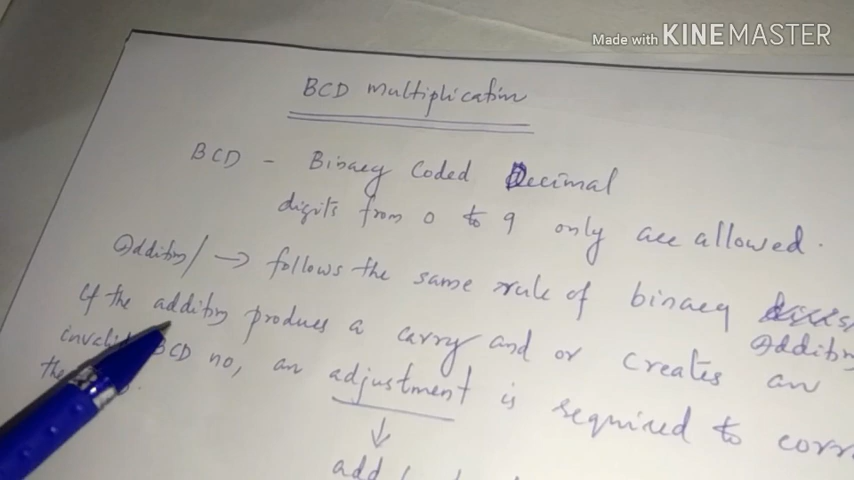 Made with KINEMASTER
BCD multiplication
BCD - Binary Coded Decimal
digits from 0 to 9 only are allowed.
Addition/ → follows the same rule of binary
Addition
If the addition produces a carry and or creates an
invalid BCD no, an adjustment is required to corr
the
↓
add